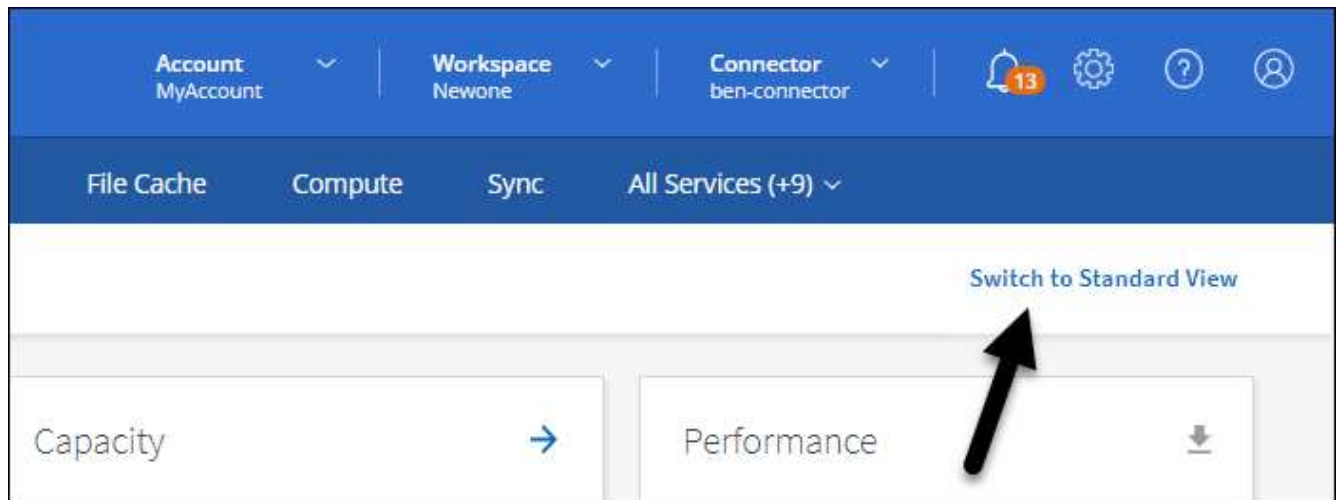 Account
MyAccount
Workspace
Newone
Connector
ben-connector
13
File Cache
Compute
Sync
All Services (+9)
Switch to Standard View
Capacity
Performance